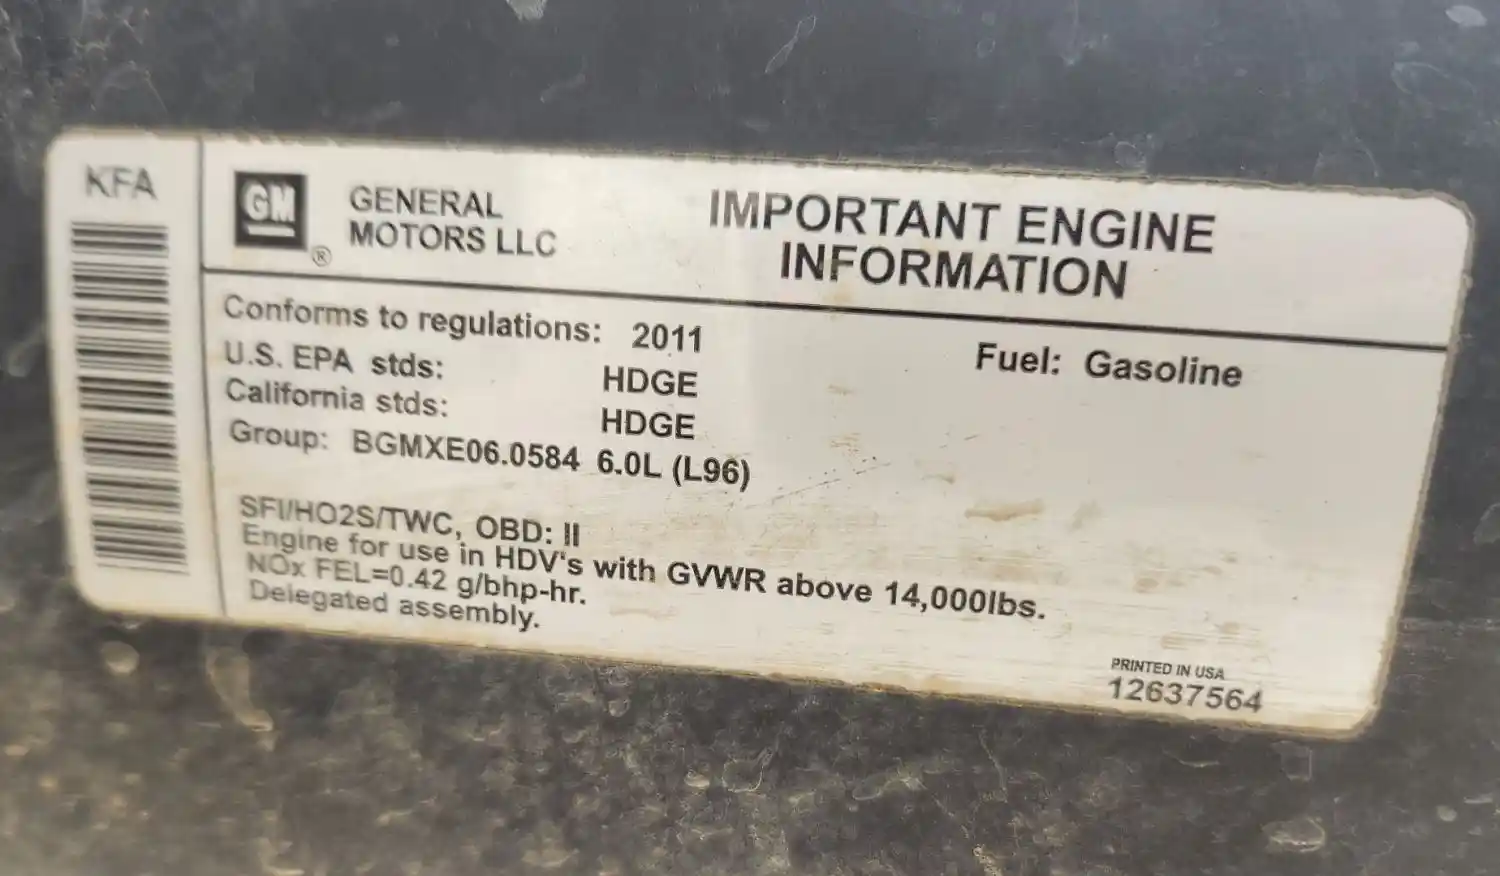 KFA
GM
®
GENERAL
MOTORS LLC
IMPORTANT ENGINE
INFORMATION
Conforms to regulations: 2011
Fuel: Gasoline
U.S. EPA stds: HDGE
California stds: HDGE
Group: BGMXE06.0584 6.0L (L96)
SFI/HO2S/TWC, OBD: II
Engine for use in HDV's with GVWR above 14,000lbs.
NOx FEL=0.42 g/bhp-hr.
Delegated assembly.
PRINTED IN USA
12637564